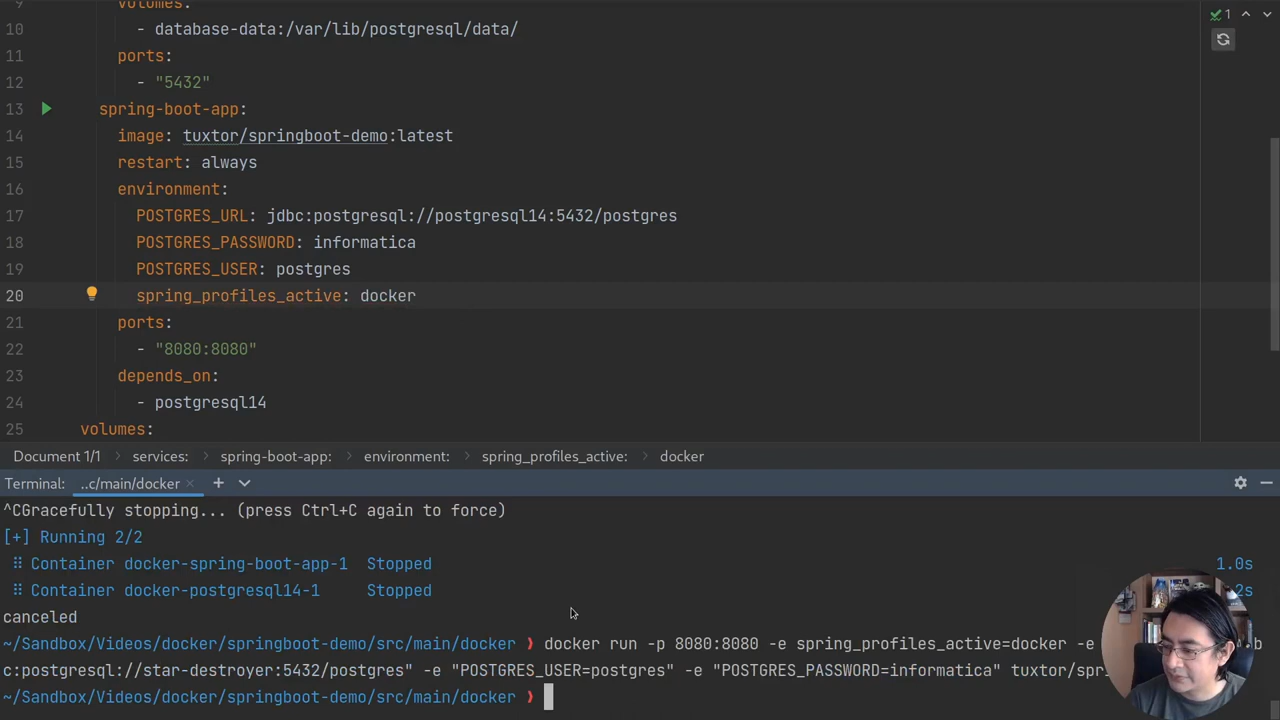 9 volumes:
10 - database-data:/var/lib/postgresql/data/
11 ports:
12 - "5432"
13 spring-boot-app:
14 image: tuxtor/springboot-demo:latest
15 restart: always
16 environment:
17 POSTGRES_URL: jdbc:postgresql://postgresql14:5432/postgres
18 POSTGRES_PASSWORD: informatica
19 POSTGRES_USER: postgres
20 spring_profiles_active: docker
21 ports:
22 - "8080:8080"
23 depends_on:
24 - postgresql14
25 volumes:
1
Document 1/1 > services: > spring-boot-app: > environment: > spring_profiles_active: > docker
Terminal: ..c/main/docker × +
^CGracefully stopping... (press Ctrl+C again to force)
[+] Running 2/2
⠿ Container docker-spring-boot-app-1 Stopped 1.0s
⠿ Container docker-postgresql14-1 Stopped 2s
canceled
~/Sandbox/Videos/docker/springboot-demo/src/main/docker ❯ docker run -p 8080:8080 -e spring_profiles_active=docker -e b
c:postgresql://star-destroyer:5432/postgres" -e "POSTGRES_USER=postgres" -e "POSTGRES_PASSWORD=informatica" tuxtor/spr
~/Sandbox/Videos/docker/springboot-demo/src/main/docker ❯